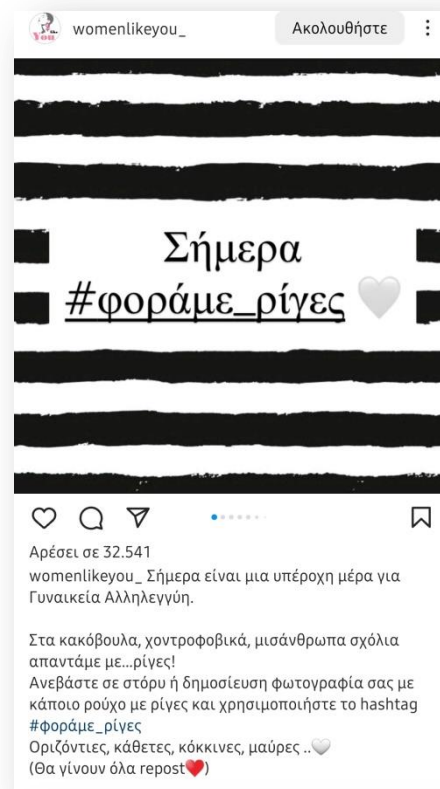 You
womenlikeyou_
Ακολουθήστε
Σήμερα
#φοράμε_ρίγες 🤍
Αρέσει σε 32.541
womenlikeyou_ Σήμερα είναι μια υπέροχη μέρα για
Γυναικεία Αλληλεγγύη.
Στα κακόβουλα, χοντροφοβικά, μισάνθρωπα σχόλια
απαντάμε με...ρίγες!
Ανεβάστε σε στόρυ ή δημοσίευση φωτογραφία σας με
κάποιο ρούχο με ρίγες και χρησιμοποιήστε το hashtag
#φοράμε_ρίγες
Οριζόντιες, κάθετες, κόκκινες, μαύρες ..🤍
(Θα γίνουν όλα repost❤️)